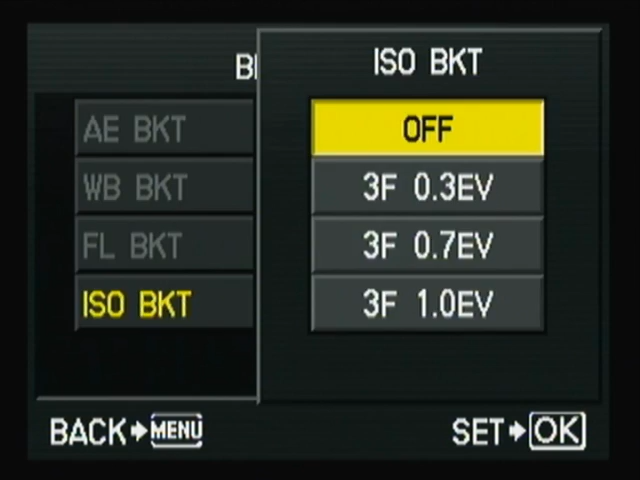 ISO BKT
AE BKT
WB BKT
FL BKT
ISO BKT
OFF
3F 0.3EV
3F 0.7EV
3F 1.0EV
BACK MENU
SET OK